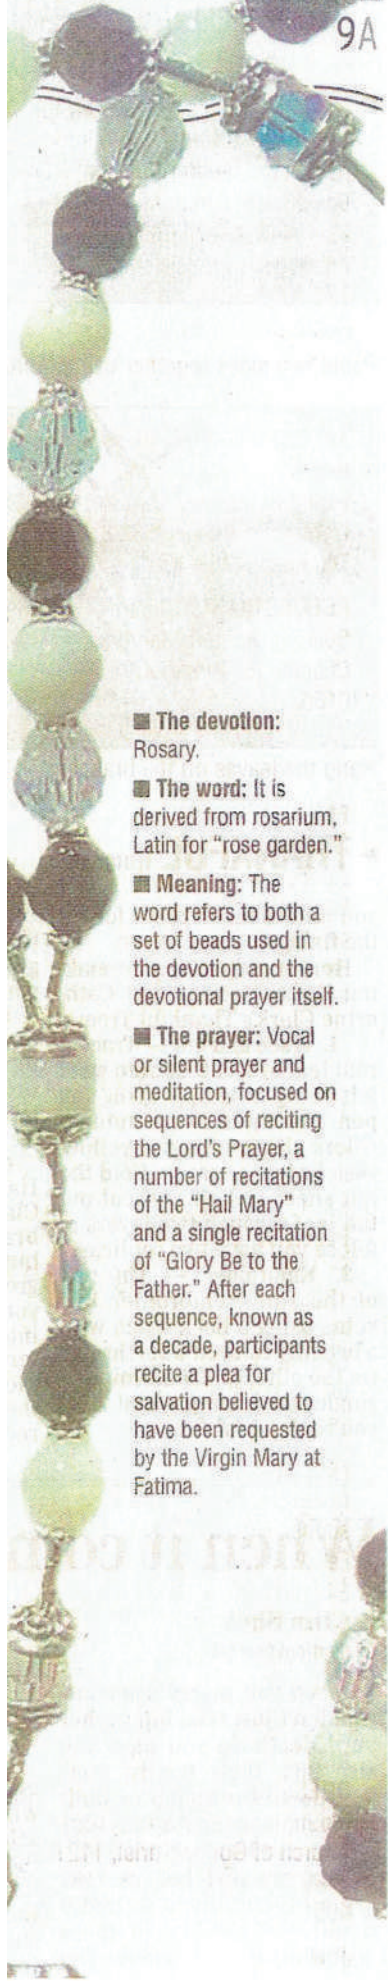 9A
■ The devotion:
Rosary.
■ The word: It is
derived from rosarium,
Latin for “rose garden.”
■ Meaning: The
word refers to both a
set of beads used in
the devotion and the
devotional prayer itself.
■ The prayer: Vocal
or silent prayer and
meditation, focused on
sequences of reciting
the Lord’s Prayer, a
number of recitations
of the “Hail Mary”
and a single recitation
of “Glory Be to the
Father.” After each
sequence, known as
a decade, participants
recite a plea for
salvation believed to
have been requested
by the Virgin Mary at
Fatima.